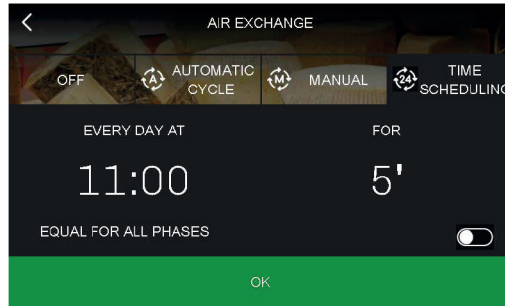 AIR EXCHANGE
OFF
A
AUTOMATIC
CYCLE
M
MANUAL
24
TIME
SCHEDULING
EVERY DAY AT
FOR
11:00
5'
EQUAL FOR ALL PHASES
OK